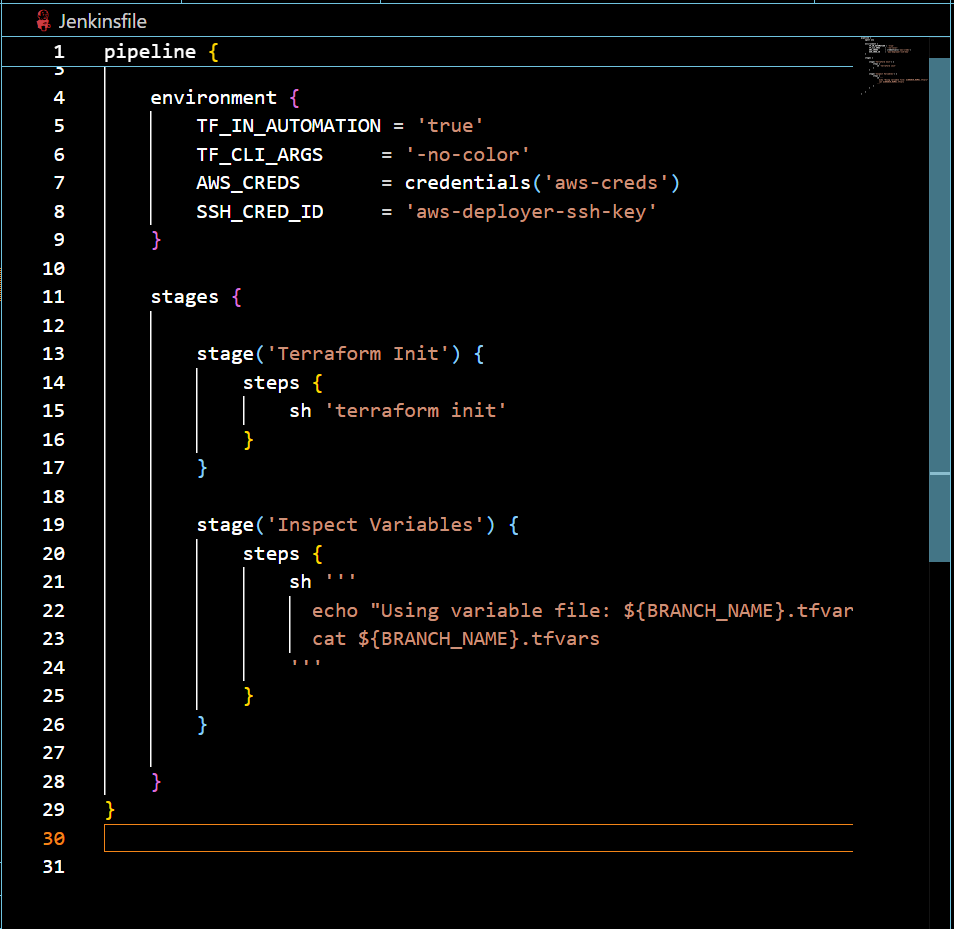 Jenkinsfile
1 pipeline {
3
4 environment {
5 TF_IN_AUTOMATION = 'true'
6 TF_CLI_ARGS     = '-no-color'
7 AWS_CREDS       = credentials('aws-creds')
8 SSH_CRED_ID     = 'aws-deployer-ssh-key'
9 }
10
11 stages {
12
13 stage('Terraform Init') {
14 steps {
15 sh 'terraform init'
16 }
17 }
18
19 stage('Inspect Variables') {
20 steps {
21 sh '''
22 echo "Using variable file: ${BRANCH_NAME}.tfvar
23 cat ${BRANCH_NAME}.tfvars
24 '''
25 }
26 }
27
28 }
29 }
30
31